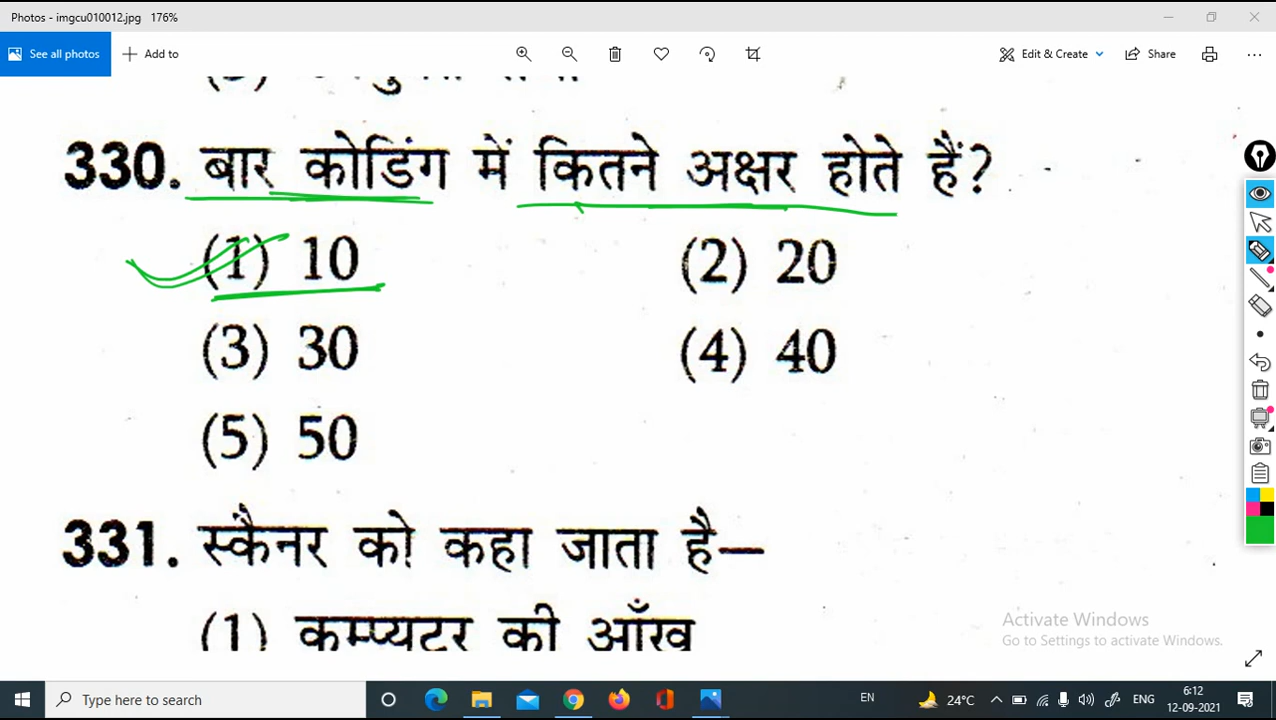 Photos - imgcu010012.jpg 176%
See all photos Add to Edit & Create Share
330. बार कोडिंग में कितने अक्षर होते हैं?
(1) 10 (2) 20
(3) 30 (4) 40
(5) 50
331. स्कैनर को कहा जाता है—
(1) कम्प्यूटर की आँख
Activate Windows
Go to Settings to activate Windows.
Type here to search EN 24°C ENG 6:12
12-09-2021